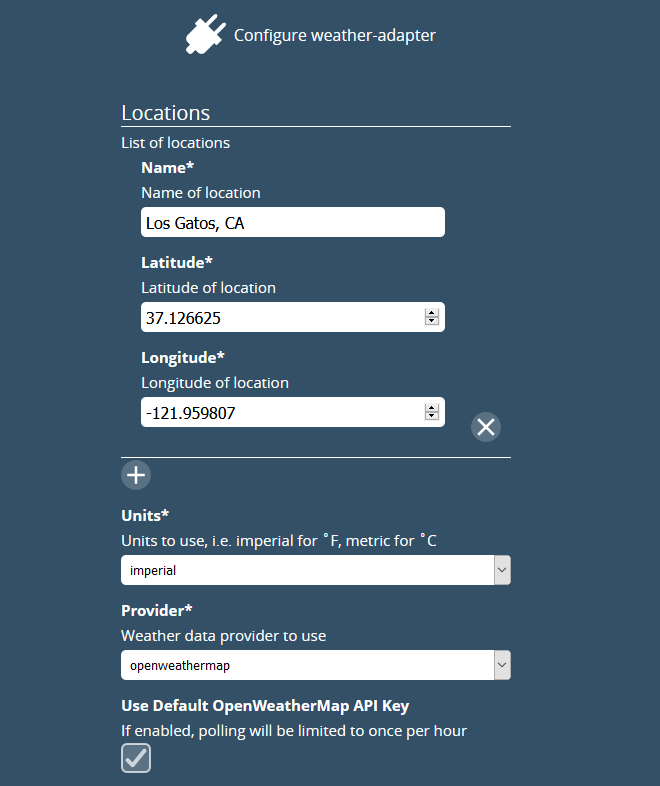 Configure weather-adapter
Locations
List of locations
Name*
Name of location
Los Gatos, CA
Latitude*
Latitude of location
37.126625
Longitude*
Longitude of location
-121.959807
Units*
Units to use, i.e. imperial for ˚F, metric for ˚C
imperial
Provider*
Weather data provider to use
openweathermap
Use Default OpenWeatherMap API Key
If enabled, polling will be limited to once per hour